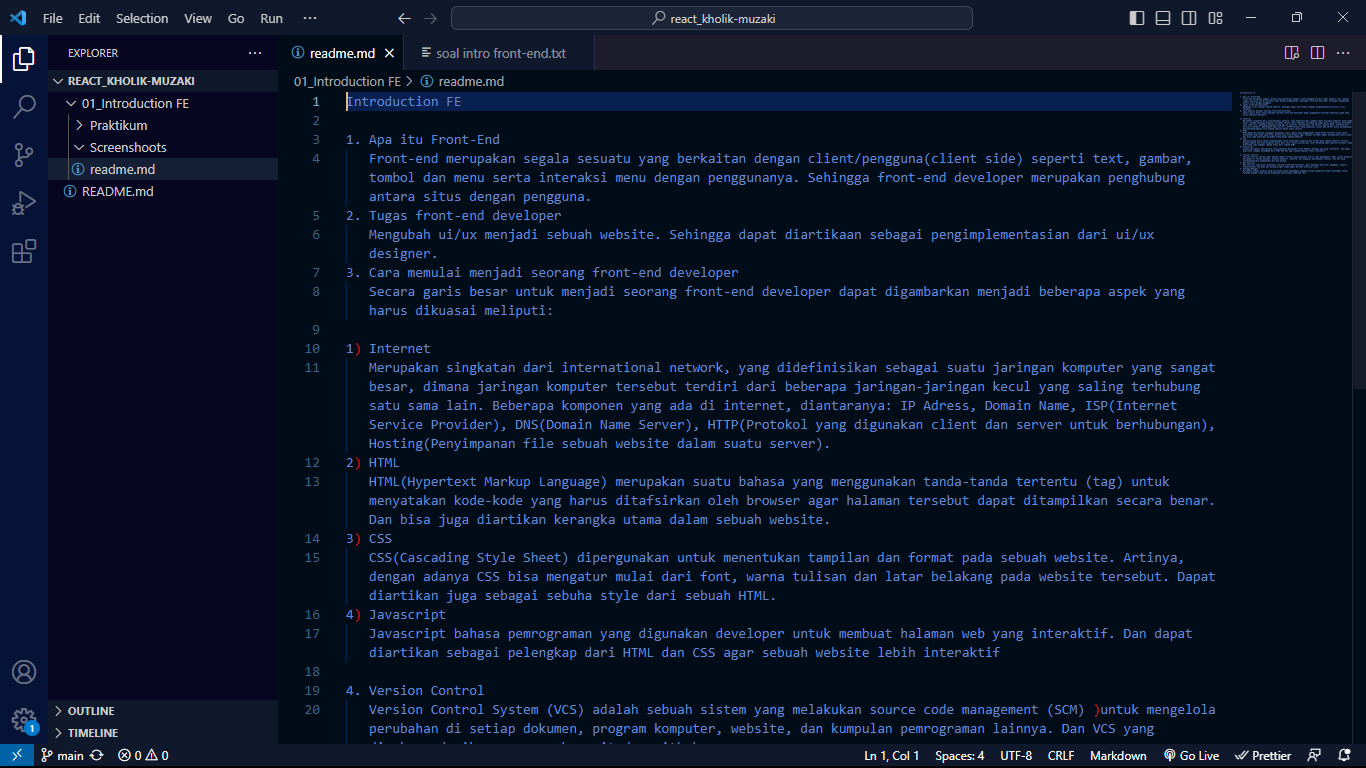 File Edit Selection View Go Run ···
react_kholik-muzaki
EXPLORER ···
REACT_KHOLIK-MUZAKI
01_Introduction FE
Praktikum
Screenshoots
readme.md
README.md
OUTLINE
TIMELINE
readme.md
soal intro front-end.txt
01_Introduction FE > readme.md
1 Introduction FE
2
3 1. Apa itu Front-End
4 Front-end merupakan segala sesuatu yang berkaitan dengan client/pengguna(client side) seperti text, gambar,
tombol dan menu serta interaksi menu dengan penggunanya. Sehingga front-end developer merupakan penghubung
antara situs dengan pengguna.
5 2. Tugas front-end developer
6 Mengubah ui/ux menjadi sebuah website. Sehingga dapat diartikaan sebagai pengimplementasian dari ui/ux
designer.
7 3. Cara memulai menjadi seorang front-end developer
8 Secara garis besar untuk menjadi seorang front-end developer dapat digambarkan menjadi beberapa aspek yang
harus dikuasai meliputi:
9
10 1) Internet
11 Merupakan singkatan dari international network, yang didefinisikan sebagai suatu jaringan komputer yang sangat
besar, dimana jaringan komputer tersebut terdiri dari beberapa jaringan-jaringan kecul yang saling terhubung
satu sama lain. Beberapa komponen yang ada di internet, diantaranya: IP Adress, Domain Name, ISP(Internet
Service Provider), DNS(Domain Name Server), HTTP(Protokol yang digunakan client dan server untuk berhubungan),
Hosting(Penyimpanan file sebuah website dalam suatu server).
12 2) HTML
13 HTML(Hypertext Markup Language) merupakan suatu bahasa yang menggunakan tanda-tanda tertentu (tag) untuk
menyatakan kode-kode yang harus ditafsirkan oleh browser agar halaman tersebut dapat ditampilkan secara benar.
Dan bisa juga diartikan kerangka utama dalam sebuah website.
14 3) CSS
15 CSS(Cascading Style Sheet) dipergunakan untuk menentukan tampilan dan format pada sebuah website. Artinya,
dengan adanya CSS bisa mengatur mulai dari font, warna tulisan dan latar belakang pada website tersebut. Dapat
diartikan juga sebagai sebuha style dari sebuah HTML.
16 4) Javascript
17 Javascript bahasa pemrograman yang digunakan developer untuk membuat halaman web yang interaktif. Dan dapat
diartikan sebagai pelengkap dari HTML dan CSS agar sebuah website lebih interaktif
18
19 4. Version Control
20 Version Control System (VCS) adalah sebuah sistem yang melakukan source code management (SCM) )untuk mengelola
perubahan di setiap dokumen, program komputer, website, dan kumpulan pemrograman lainnya. Dan VCS yang
1
main 0 0 Ln 1, Col 1 Spaces: 4 UTF-8 CRLF Markdown Go Live Prettier